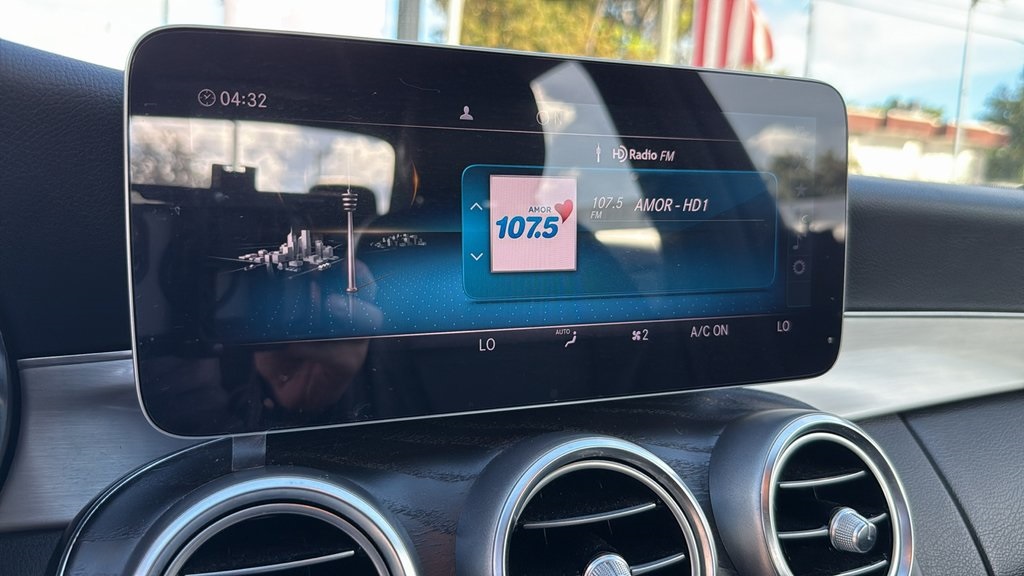 04:32
HD Radio FM
AMOR
107.5
107.5 AMOR - HD1
FM
LO
AUTO
2
A/C ON
LO